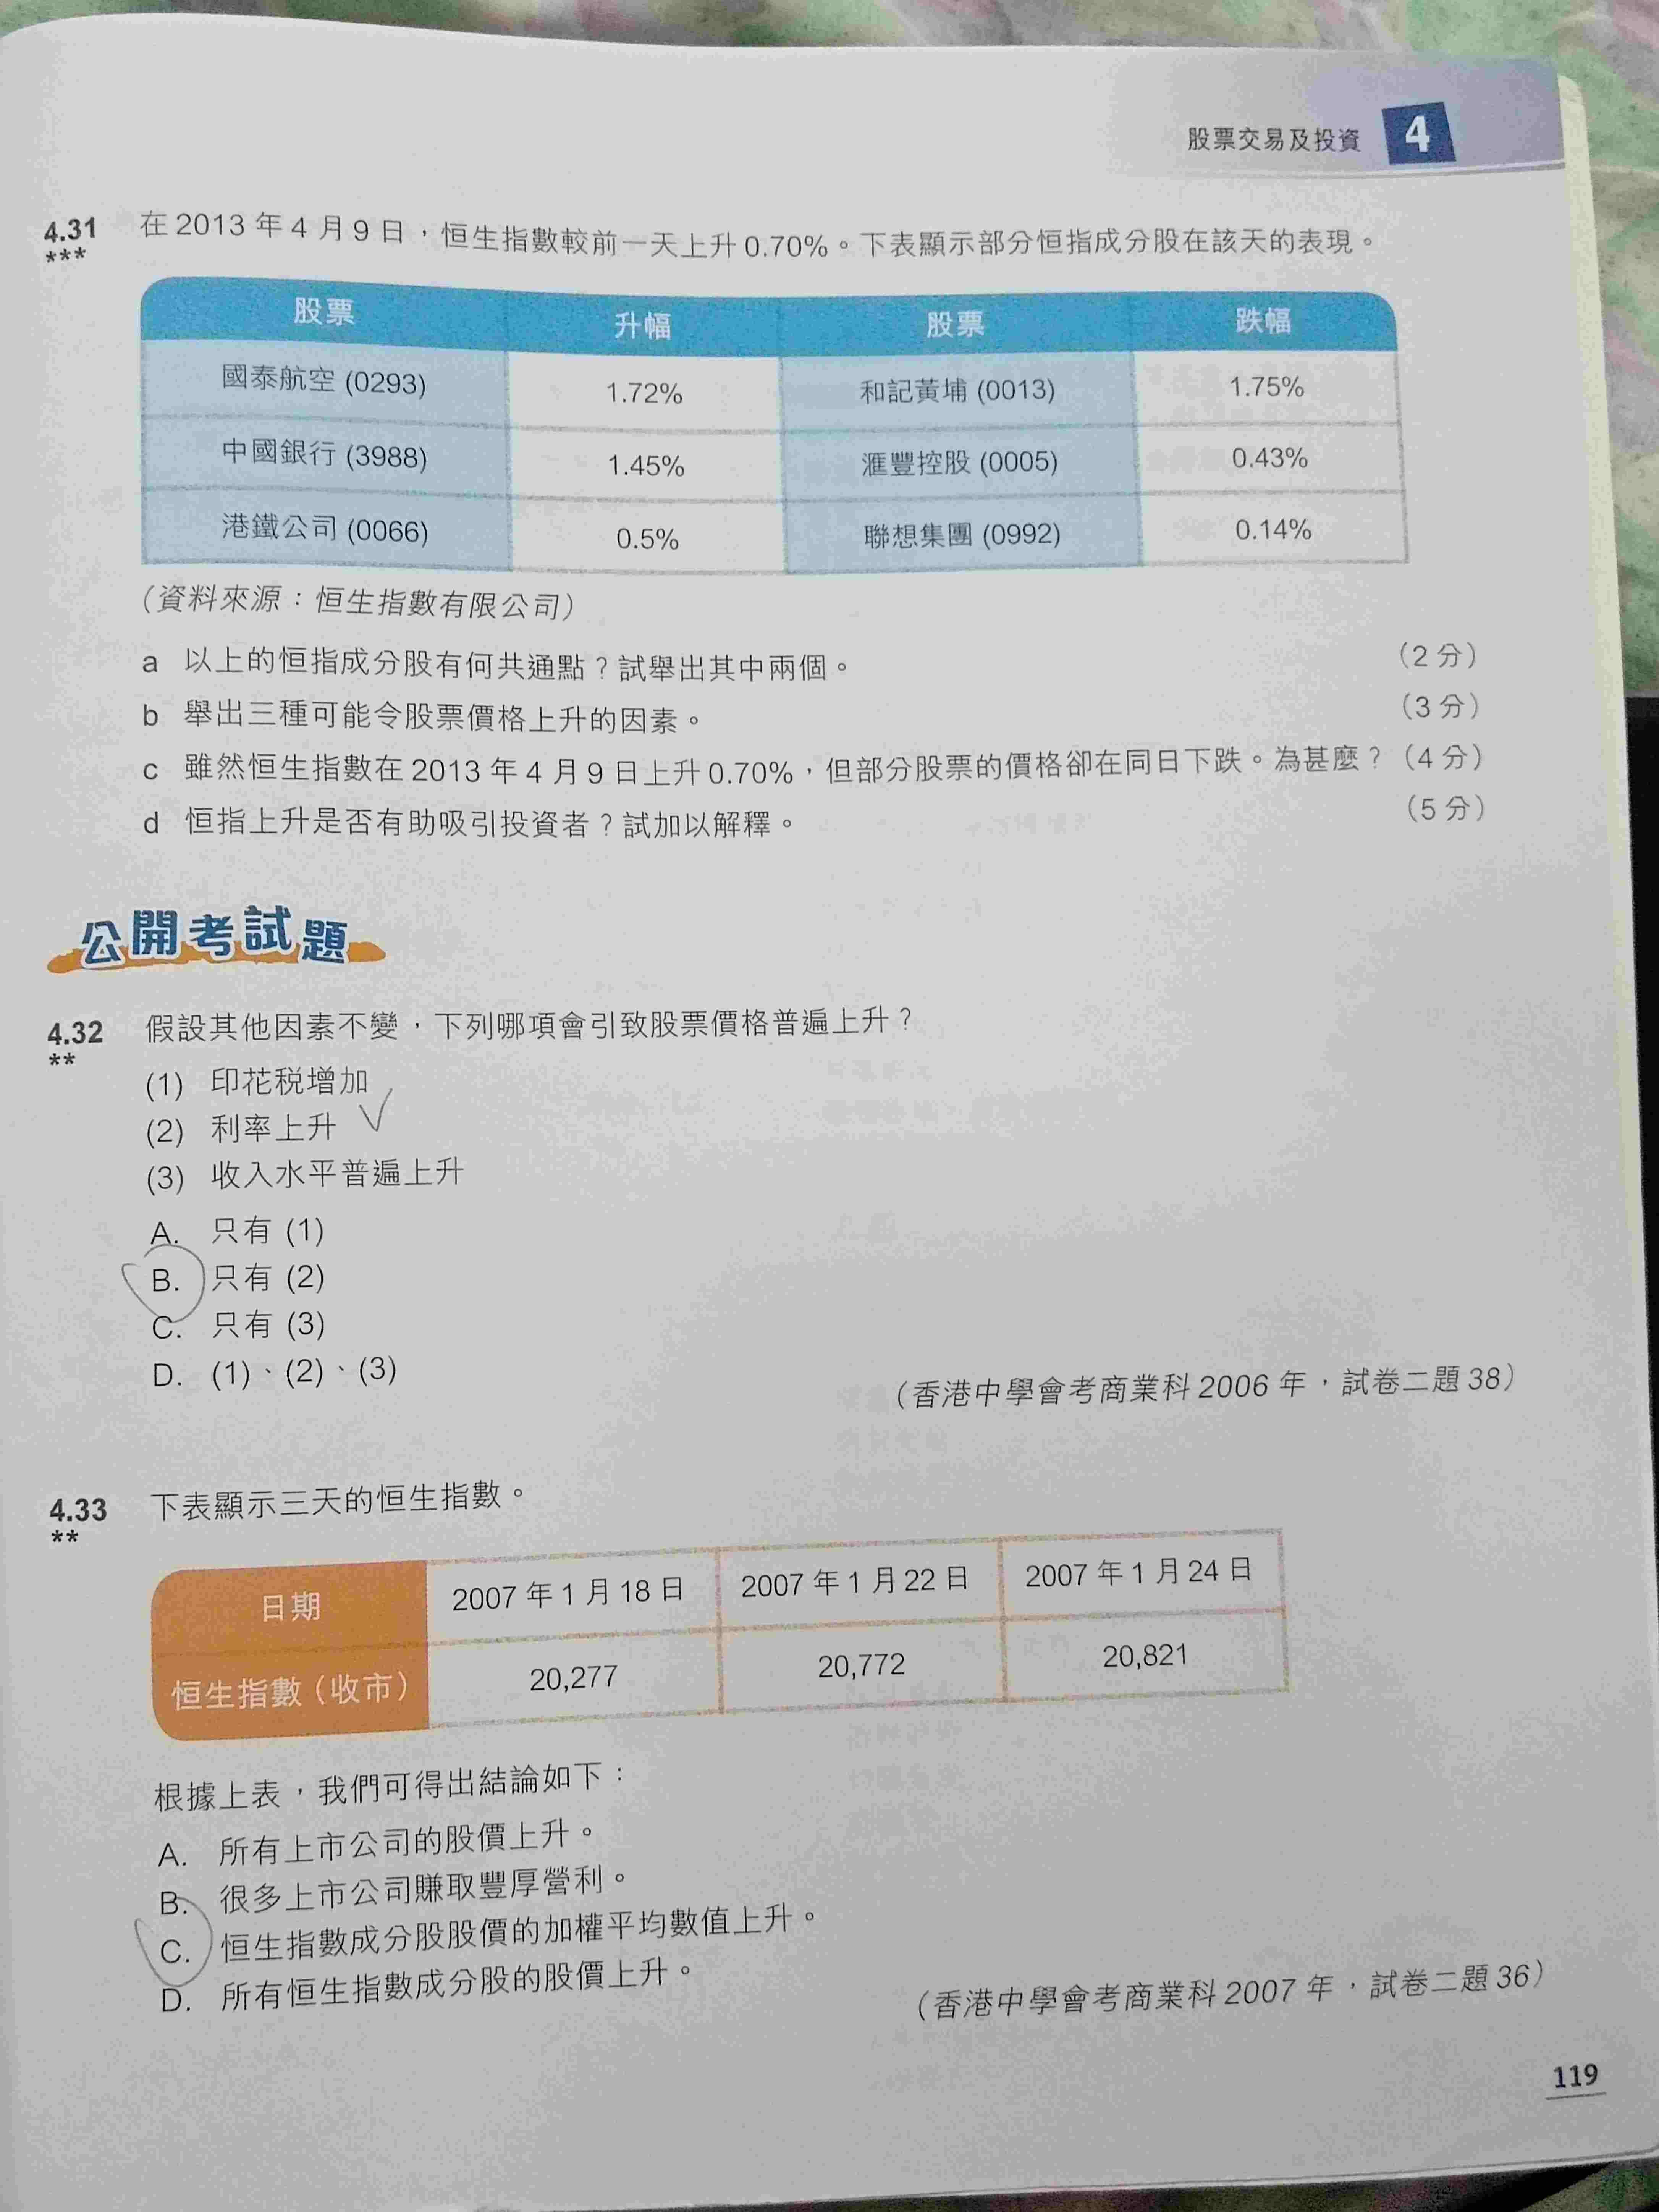 股票交易及投資 4
4.31 在 2013 年 4 月 9 日，恒生指數較前一天上升 0.70%。下表顯示部分恒指成分股在該天的表現。
***
股票 升幅 股票 跌幅
國泰航空 (0293) 1.72% 和記黃埔 (0013) 1.75%
中國銀行 (3988) 1.45% 滙豐控股 (0005) 0.43%
港鐵公司 (0066) 0.5% 聯想集團 (0992) 0.14%
（資料來源：恒生指數有限公司）
a 以上的恒指成分股有何共通點？試舉出其中兩個。 （2 分）
b 舉出三種可能令股票價格上升的因素。 （3 分）
c 雖然恒生指數在 2013 年 4 月 9 日上升 0.70%，但部分股票的價格卻在同日下跌。為甚麼？（4 分）
d 恒指上升是否有助吸引投資者？試加以解釋。 （5 分）
公開考試題
4.32 假設其他因素不變，下列哪項會引致股票價格普遍上升？
**
(1) 印花稅增加
(2) 利率上升
(3) 收入水平普遍上升
A. 只有 (1)
B. 只有 (2)
C. 只有 (3)
D. (1)、(2)、(3)
（香港中學會考商業科 2006 年，試卷二題 38）
4.33 下表顯示三天的恒生指數。
**
日期 2007 年 1 月 18 日 2007 年 1 月 22 日 2007 年 1 月 24 日
恒生指數（收市） 20,277 20,772 20,821
根據上表，我們可得出結論如下：
A. 所有上市公司的股價上升。
B. 很多上市公司賺取豐厚營利。
C. 恒生指數成分股股價的加權平均數值上升。
D. 所有恒生指數成分股的股價上升。
（香港中學會考商業科 2007 年，試卷二題 36）
119